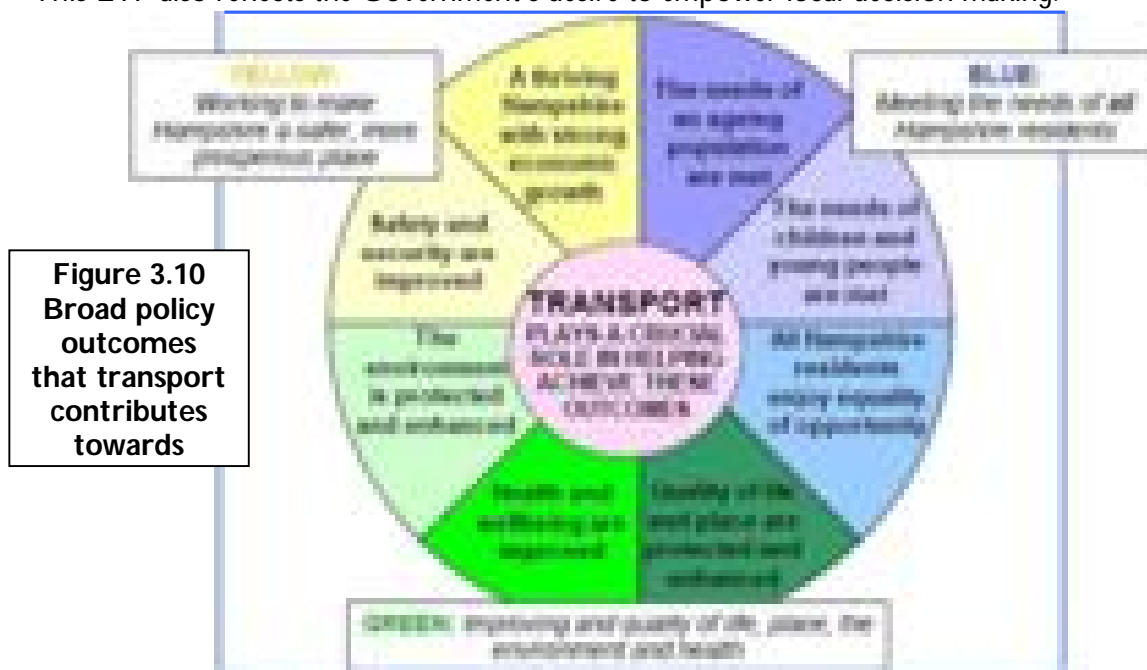 This LTP also reflects the Government's desire to empower local decision making.
YELLOW:
Working to make
Hampshire a safer, more
prosperous place
BLUE:
Meeting the needs of all
Hampshire residents
A thriving
Hampshire
with strong
economic
growth
The needs of
an ageing
population
are met
Safety and
security are
improved
The needs of
children and
young people
are met
Figure 3.10
Broad policy
outcomes
that transport
contributes
towards
TRANSPORT
PLAYS A CRUCIAL
ROLE IN HELPING
ACHIEVE THESE
OUTCOMES
The
environment
is protected
and enhanced
All Hampshire
residents
enjoy equality
of opportunity
Health and
wellbeing are
improved
Quality of life
and place are
protected and
enhanced
GREEN: Improving and quality of life, place, the
environment and health